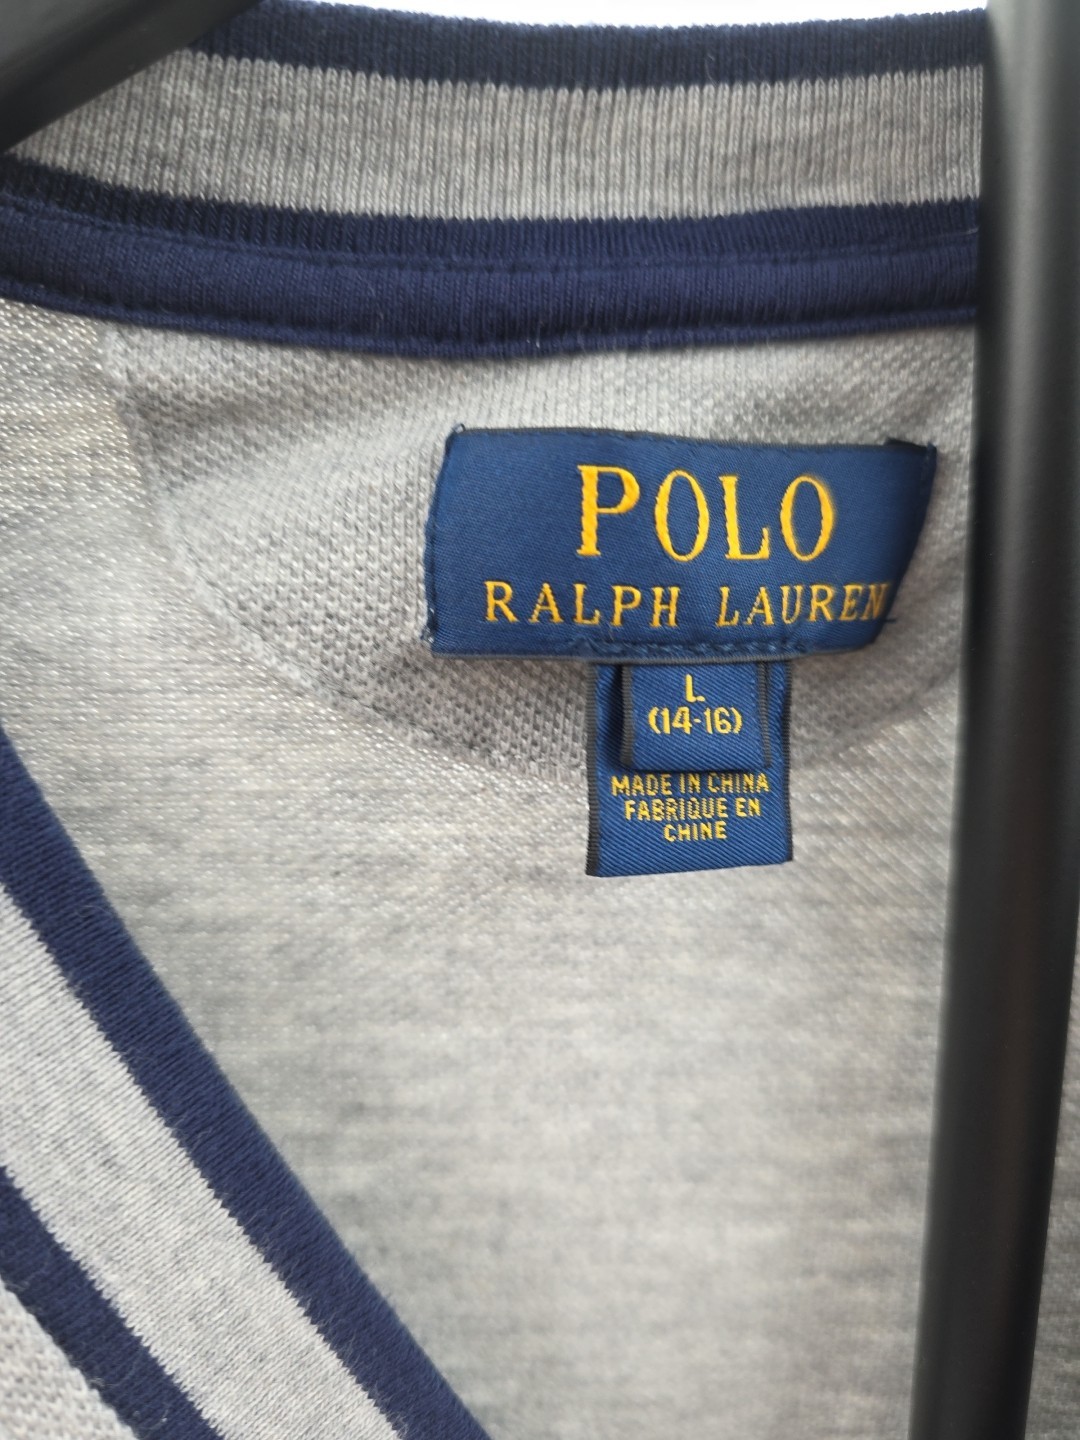 POLO
RALPH LAUREN
L
(14-16)
MADE IN CHINA
FABRIQUE EN
CHINE